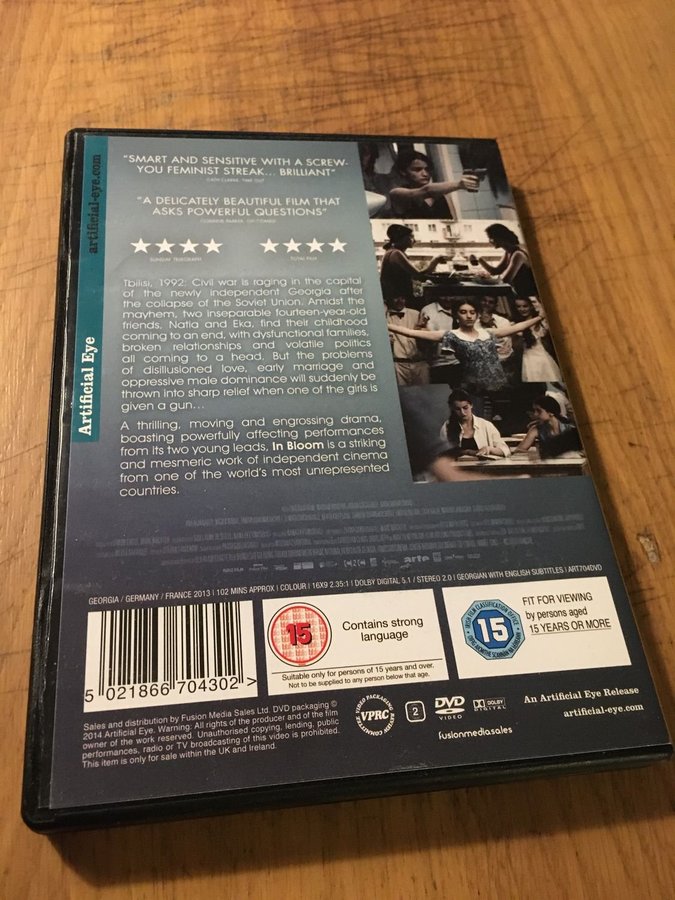 artificial-eye.com
Artificial Eye
"SMART AND SENSITIVE WITH A SCREW-
YOU FEMINIST STREAK... BRILLIANT"
CATH CLARKE, TIME OUT
"A DELICATELY BEAUTIFUL FILM THAT
ASKS POWERFUL QUESTIONS"
★★★★
SUNDAY TELEGRAPH
★★★★
TOTAL FILM
Tbilisi, 1992: Civil war is raging in the capital
of the newly independent Georgia after
the collapse of the Soviet Union. Amidst the
mayhem, two inseparable fourteen-year-old
friends, Natia and Eka, find their childhood
coming to an end, with dysfunctional families,
broken relationships and volatile politics
all coming to a head. But the problems
of disillusioned love, early marriage and
oppressive male dominance will suddenly be
thrown into sharp relief when one of the girls is
given a gun...
A thrilling, moving and engrossing drama,
boasting powerfully affecting performances
from its two young leads, In Bloom is a striking
and mesmeric work of independent cinema
from one of the world's most unrepresented
countries.
arte
GEORGIA / GERMANY / FRANCE 2013 | 102 MINS APPROX | COLOUR | 16X9 2.35:1 | DOLBY DIGITAL 5.1 / STEREO 2.0 | GEORGIAN WITH ENGLISH SUBTITLES | ART704DVD
5 021866 704302 >
15
Contains strong
language
Suitable only for persons of 15 years and over.
Not to be supplied to any person below that age.
15
FIT FOR VIEWING
by persons aged
15 YEARS OR MORE
Sales and distribution by Fusion Media Sales Ltd. DVD packaging ©
2014 Artificial Eye. Warning: All rights of the producer and of the film
owner of the work reserved. Unauthorised copying, lending, public
performances, radio or TV broadcasting of this video is prohibited.
This item is only for sale within the UK and Ireland.
VPRC
2
DVD
VIDEO
DOLBY
DIGITAL
fusionmediasales
An Artificial Eye Release
artificial-eye.com